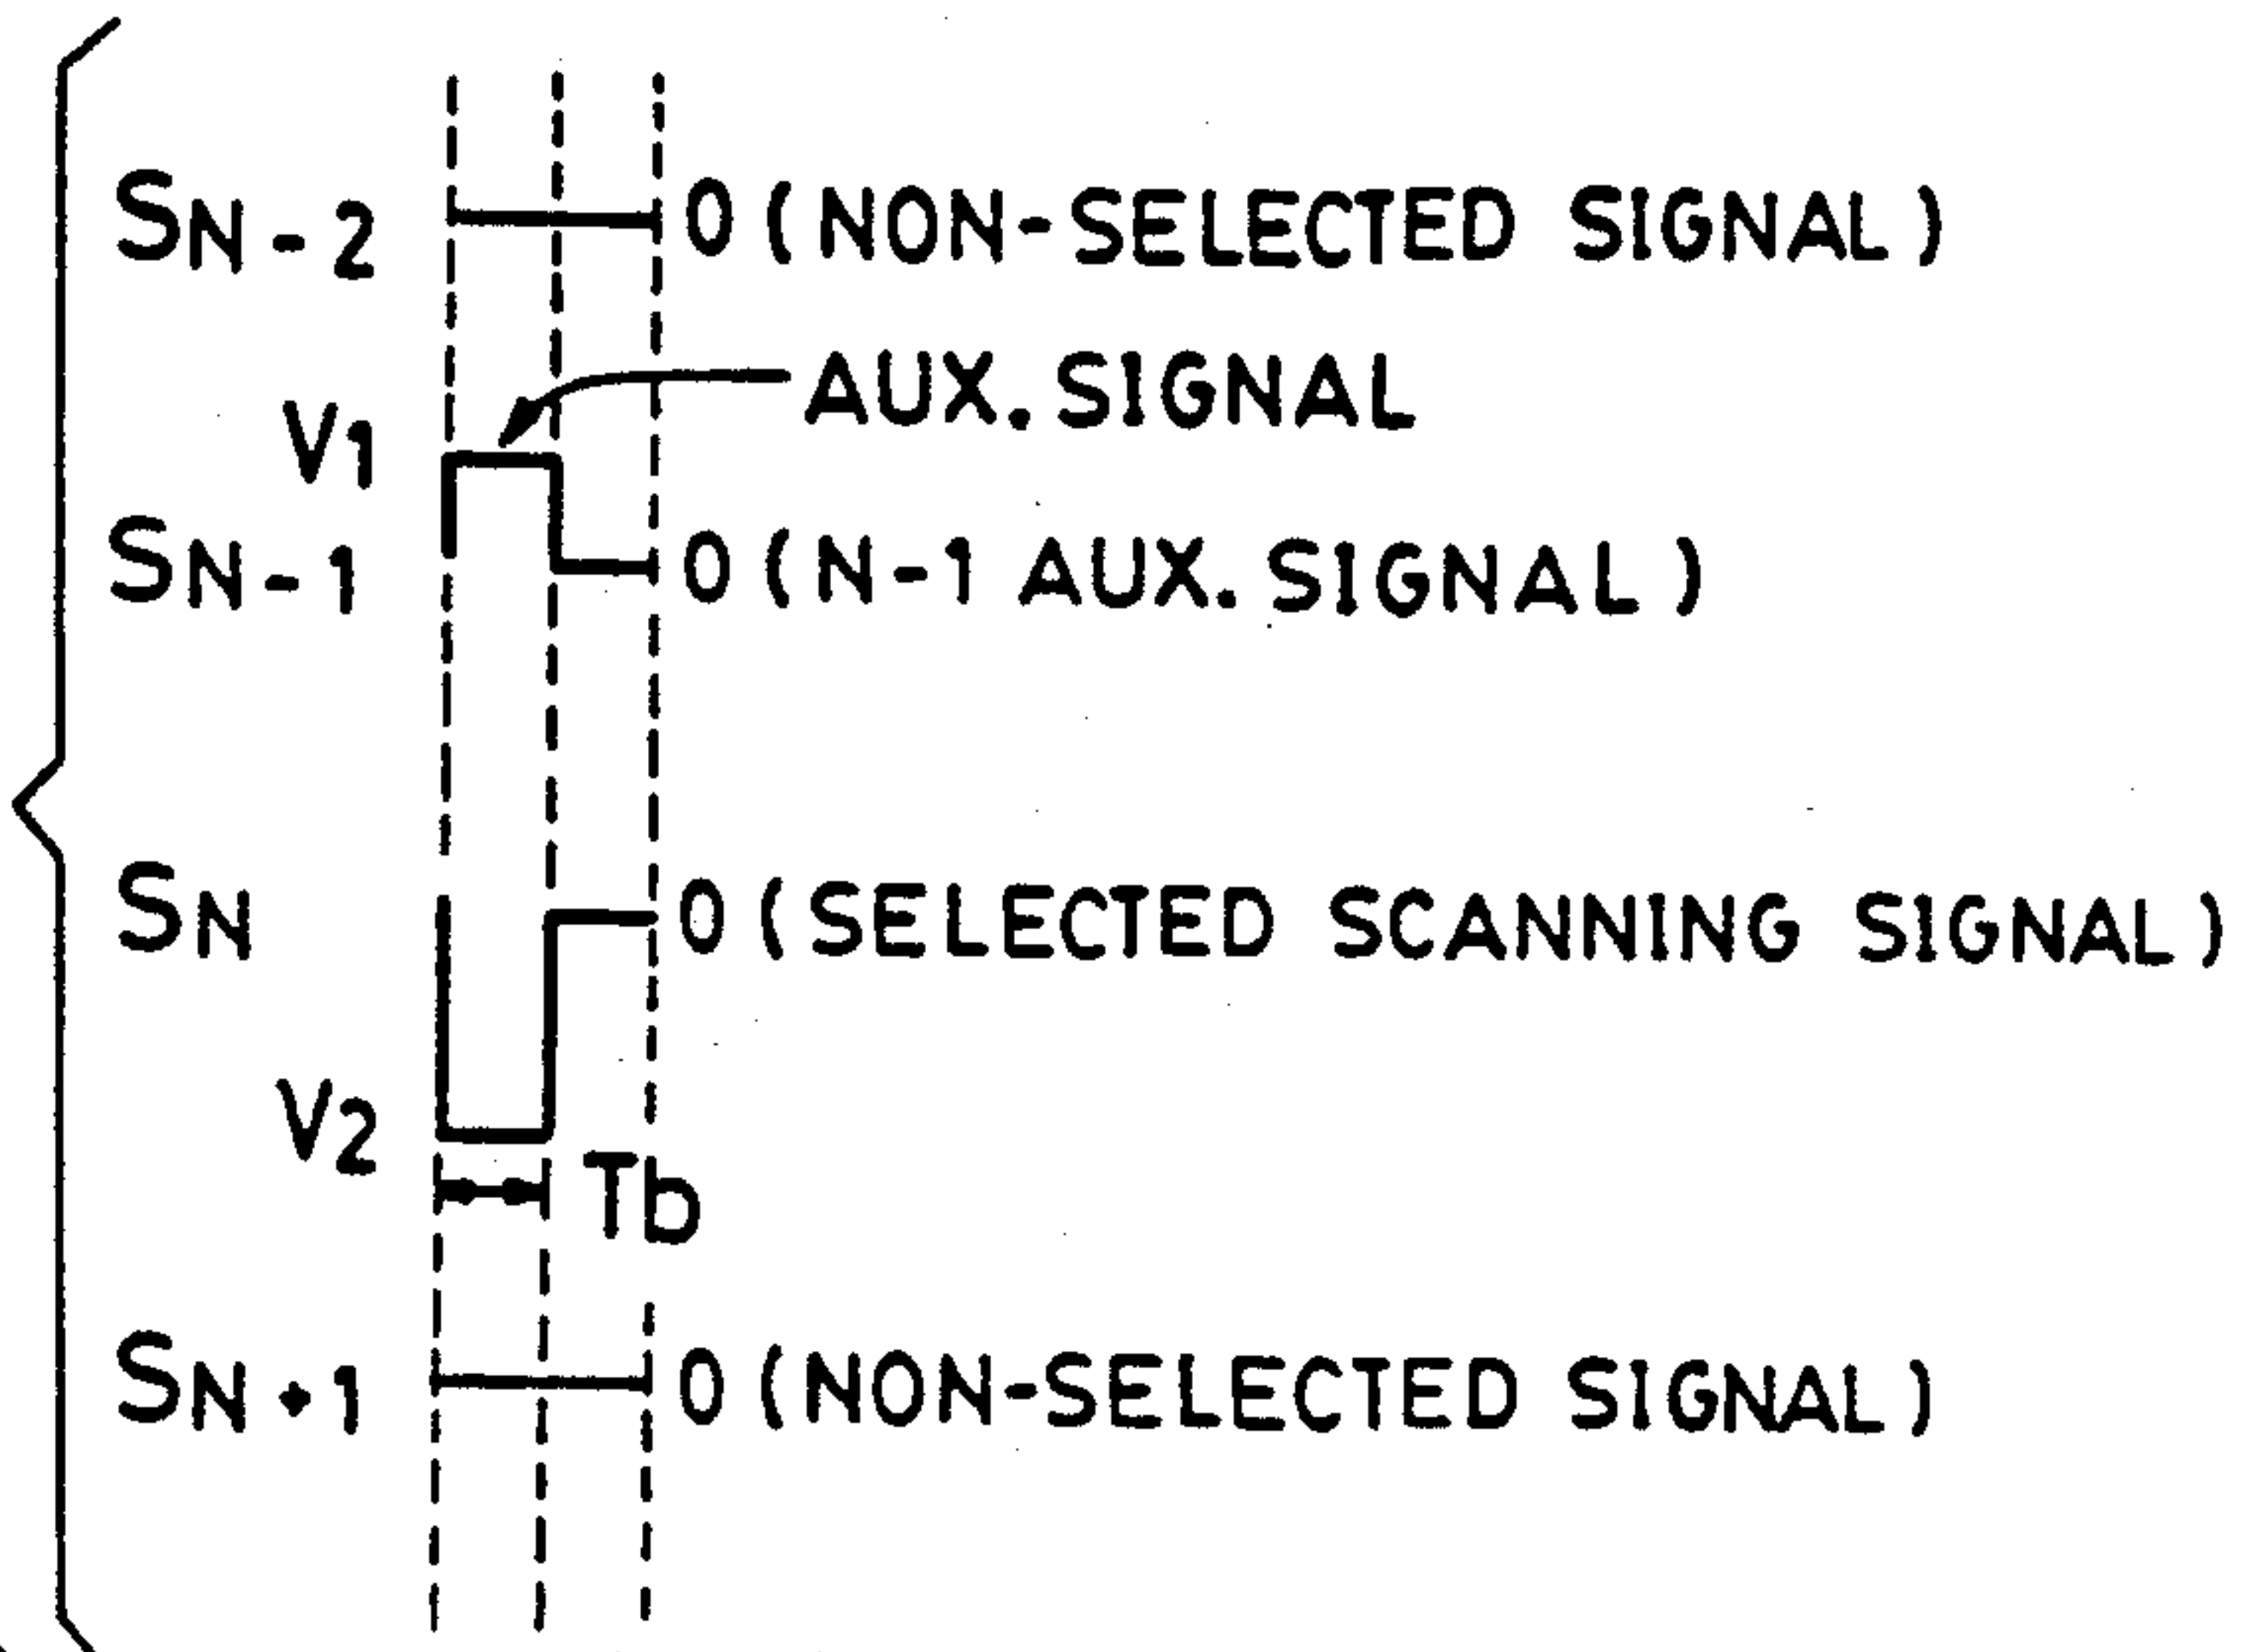 SN-2 0 (NON-SELECTED SIGNAL)
AUX. SIGNAL
V1
SN-1 0 (N-1 AUX. SIGNAL)
SN 0 (SELECTED SCANNING SIGNAL)
V2
Tb
SN+1 0 (NON-SELECTED SIGNAL)